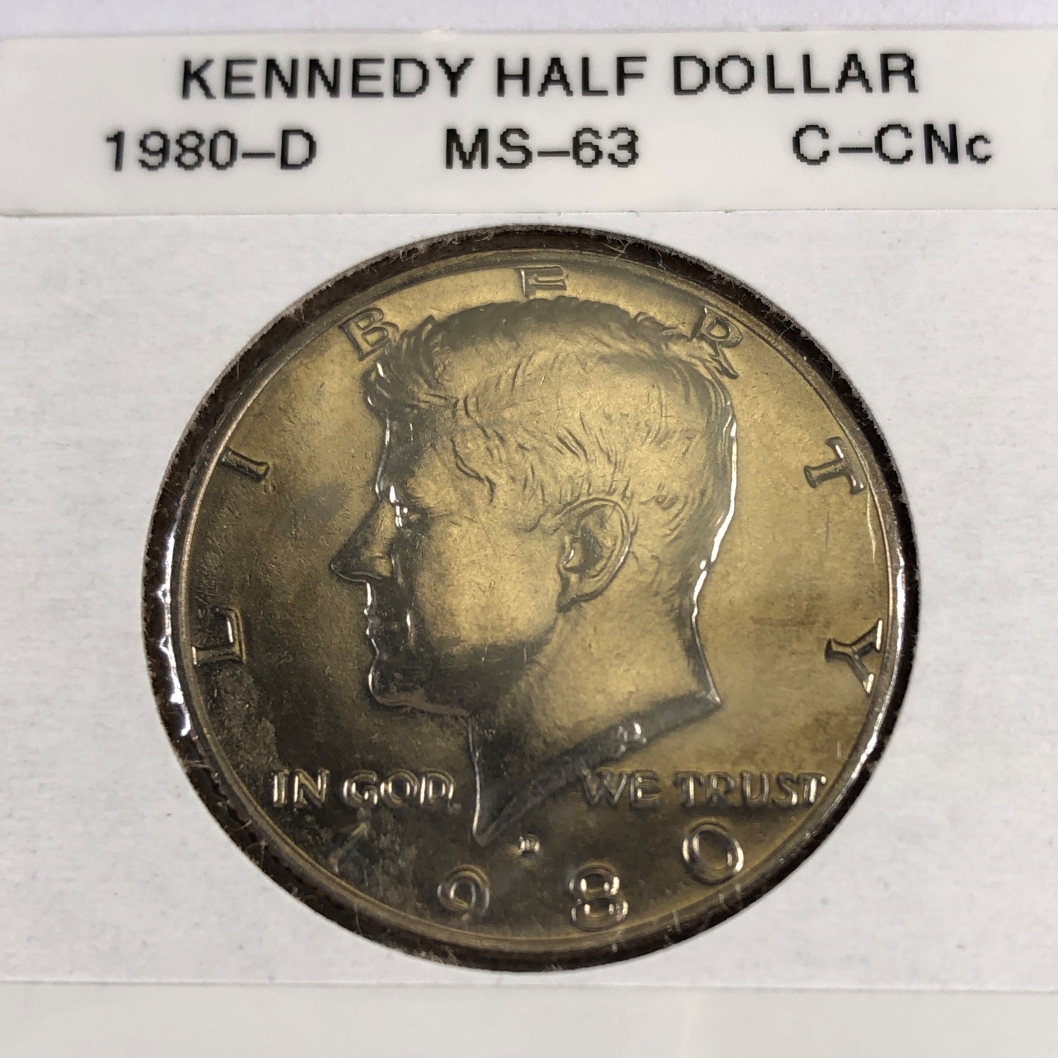 KENNEDY HALF DOLLAR
1980–D MS–63 C–CNc
LIBERTY
IN GOD WE TRUST
D
1980